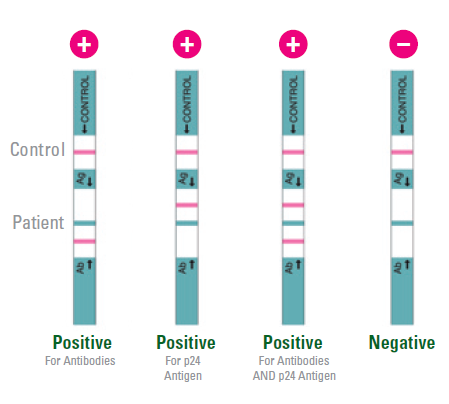 ←CONTROL
←CONTROL
←CONTROL
←CONTROL
Control
Ag
Ag
Ag
Ag
Patient
Ab
Ab
Ab
Ab
Positive
For Antibodies
Positive
For p24
Antigen
Positive
For Antibodies
AND p24 Antigen
Negative